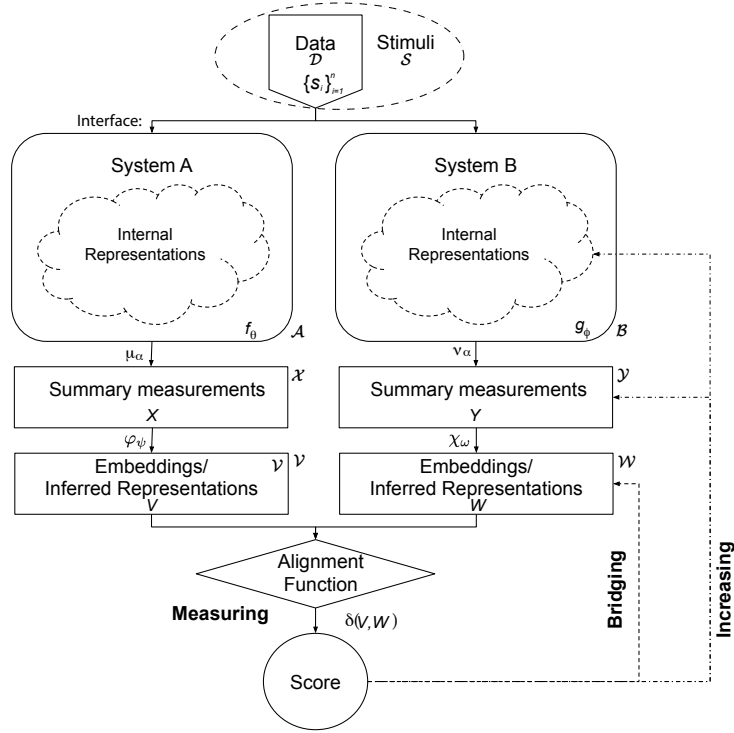 Data
𝒟
{sᵢ}ⁿᵢ₌₁
Stimuli
𝒮
Interface:
System A
Internal
Representations
f_θ
𝒜
System B
Internal
Representations
g_ϕ
ℬ
μ_α
ν_α
Summary measurements
X
𝒳
Summary measurements
Y
𝒴
φ_ψ
χ_ω
Embeddings/
Inferred Representations
V
𝒱
𝒱
Embeddings/
Inferred Representations
W
𝒲
Alignment
Function
Measuring
δ(V,W)
Score
Bridging
Increasing